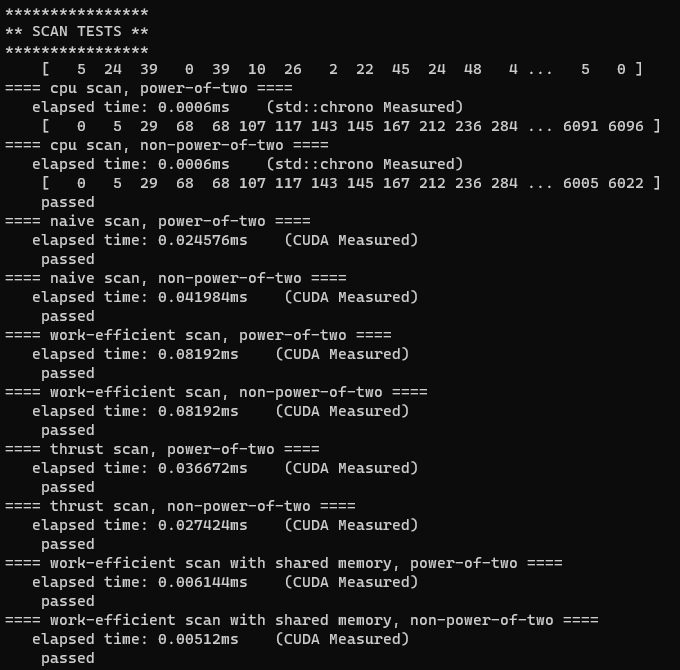 ****************
** SCAN TESTS **
****************
    [   5  24  39   0  39  10  26   2  22  45  24  48   4 ...   5   0 ]
==== cpu scan, power-of-two ====
   elapsed time: 0.0006ms    (std::chrono Measured)
    [   0   5  29  68  68 107 117 143 145 167 212 236 284 ... 6091 6096 ]
==== cpu scan, non-power-of-two ====
   elapsed time: 0.0006ms    (std::chrono Measured)
    [   0   5  29  68  68 107 117 143 145 167 212 236 284 ... 6005 6022 ]
    passed
==== naive scan, power-of-two ====
   elapsed time: 0.024576ms    (CUDA Measured)
    passed
==== naive scan, non-power-of-two ====
   elapsed time: 0.041984ms    (CUDA Measured)
    passed
==== work-efficient scan, power-of-two ====
   elapsed time: 0.08192ms    (CUDA Measured)
    passed
==== work-efficient scan, non-power-of-two ====
   elapsed time: 0.08192ms    (CUDA Measured)
    passed
==== thrust scan, power-of-two ====
   elapsed time: 0.036672ms    (CUDA Measured)
    passed
==== thrust scan, non-power-of-two ====
   elapsed time: 0.027424ms    (CUDA Measured)
    passed
==== work-efficient scan with shared memory, power-of-two ====
   elapsed time: 0.006144ms    (CUDA Measured)
    passed
==== work-efficient scan with shared memory, non-power-of-two ====
   elapsed time: 0.00512ms    (CUDA Measured)
    passed